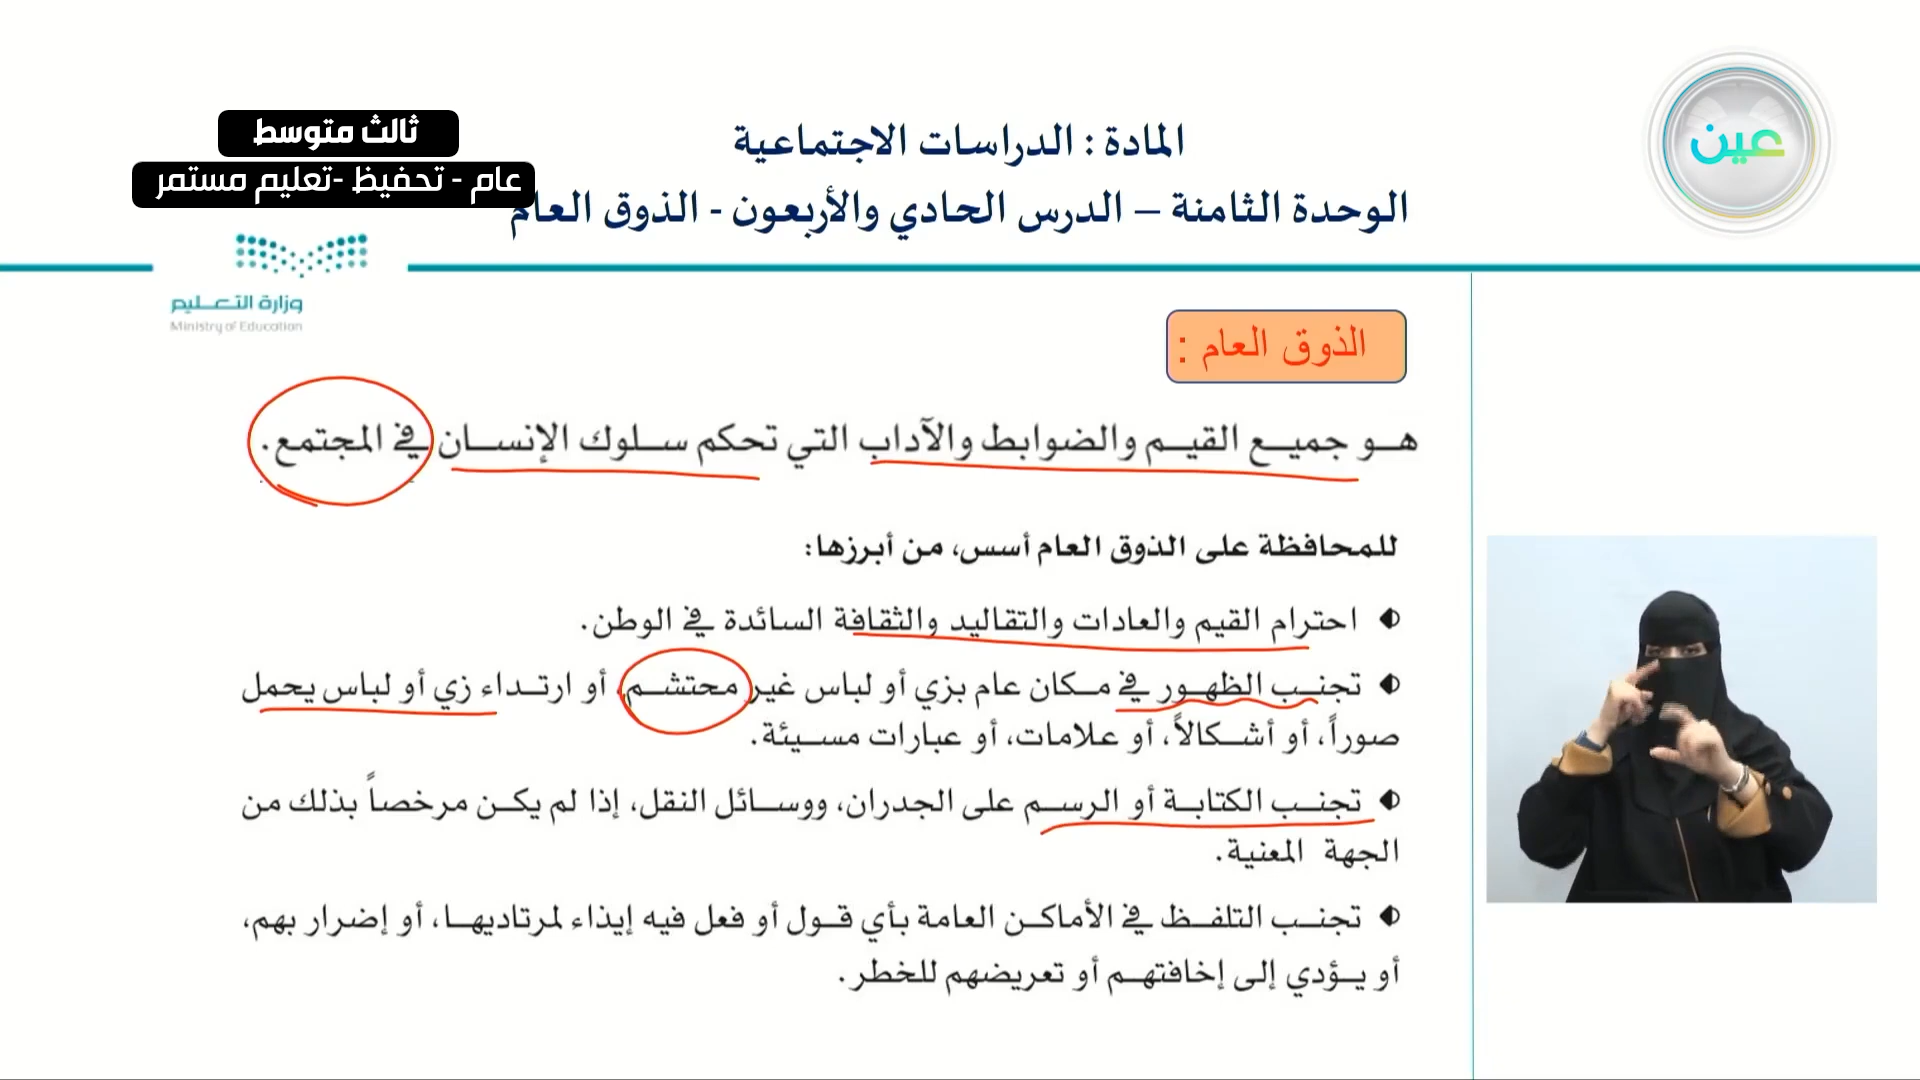 ثالث متوسط
عام - تحفيظ -تعليم مستمر
عين
المادة : الدراسات الاجتماعية
الوحدة الثامنة – الدرس الحادي والأربعون - الذوق العام
وزارة التعليم
Ministry of Education
الذوق العام :
هو جميع القيم والضوابط والآداب التي تحكم سلوك الإنسان في المجتمع.
للمحافظة على الذوق العام أسس، من أبرزها:
احترام القيم والعادات والتقاليد والثقافة السائدة في الوطن.
تجنب الظهور في مكان عام بزي أو لباس غير محتشم، أو ارتداء زي أو لباس يحمل
صوراً، أو أشكالاً، أو علامات، أو عبارات مسيئة.
تجنب الكتابة أو الرسم على الجدران، ووسائل النقل، إذا لم يكن مرخصاً بذلك من
الجهة المعنية.
تجنب التلفظ في الأماكن العامة بأي قول أو فعل فيه إيذاء لمرتاديها، أو إضرار بهم،
أو يؤدي إلى إخافتهم أو تعريضهم للخطر.